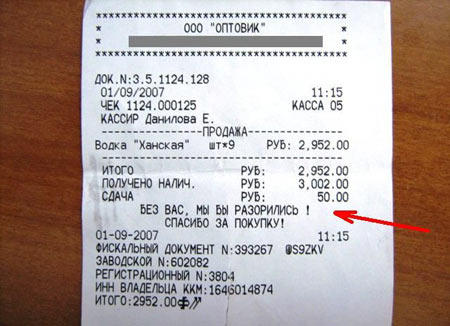 ****************************************
ООО "ОПТОВИК"
****************************************
ДОК.N:3.5.1124.128
01/09/2007 11:15
ЧЕК 1124.000125 КАССА 05
КАССИР Данилова Е.
------------ПРОДАЖА------------
Водка "Ханская" шт*9 РУБ: 2,952.00
ИТОГО РУБ: 2,952.00
ПОЛУЧЕНО НАЛИЧ. РУБ: 3,002.00
СДАЧА РУБ: 50.00
БЕЗ ВАС, МЫ БЫ РАЗОРИЛИСЬ !
СПАСИБО ЗА ПОКУПКУ!
01-09-2007 11:15
ФИСКАЛЬНЫЙ ДОКУМЕНТ N:393267 @S9ZKV
ЗАВОДСКОЙ N:602082
РЕГИСТРАЦИОННЫЙ N:3804
ИНН ВЛАДЕЛЬЦА ККМ:1646014874
ИТОГО:2952.00